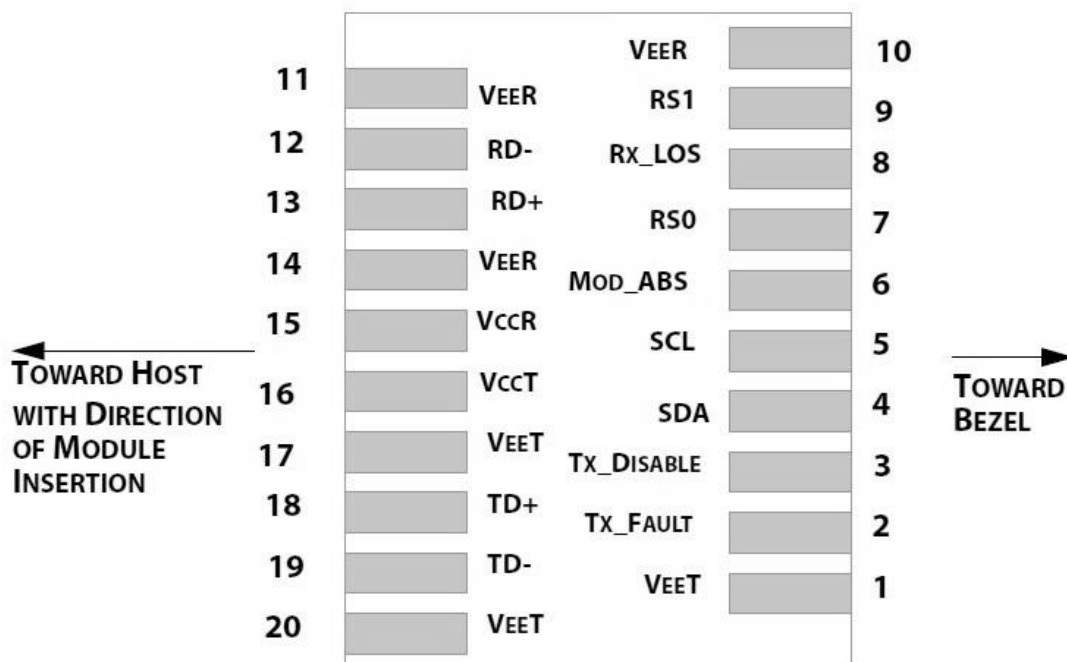 11 VEER
12 RD-
13 RD+
14 VEER
15 VCCR
16 VCCT
17 VEET
18 TD+
19 TD-
20 VEET
VEER 10
RS1 9
RX_LOS 8
RS0 7
MOD_ABS 6
SCL 5
SDA 4
TX_DISABLE 3
TX_FAULT 2
VEET 1
TOWARD HOST
WITH DIRECTION
OF MODULE
INSERTION
TOWARD
BEZEL